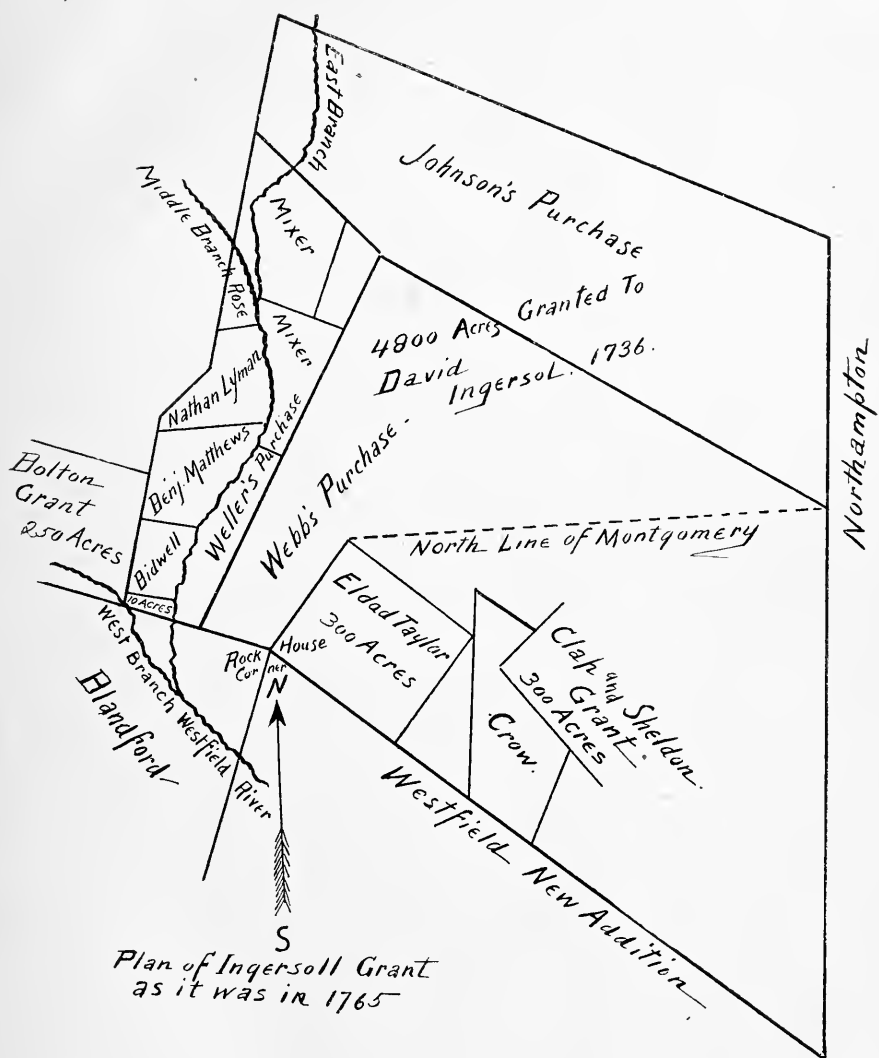 East Branch
Johnson's Purchase
Middle Branch
Rose
Mixer
Mixer
4800 Acres Granted To
David Ingersol. 1736.
Northampton
Nathan Lyman
Benj. Matthews
Weller's Purchase
Webb's Purchase-
Bolton
Grant
250 Acres
Bidwell
10 Acres
North Line of Montgomery
Eldad Taylor
300 Acres
Clap and Sheldon.
Grant.
300 Acres
Crow.
Rock House
Corner
West Branch Westfield River
Blandford
N
Westfield New Addition
S
Plan of Ingersoll Grant
as it was in 1765